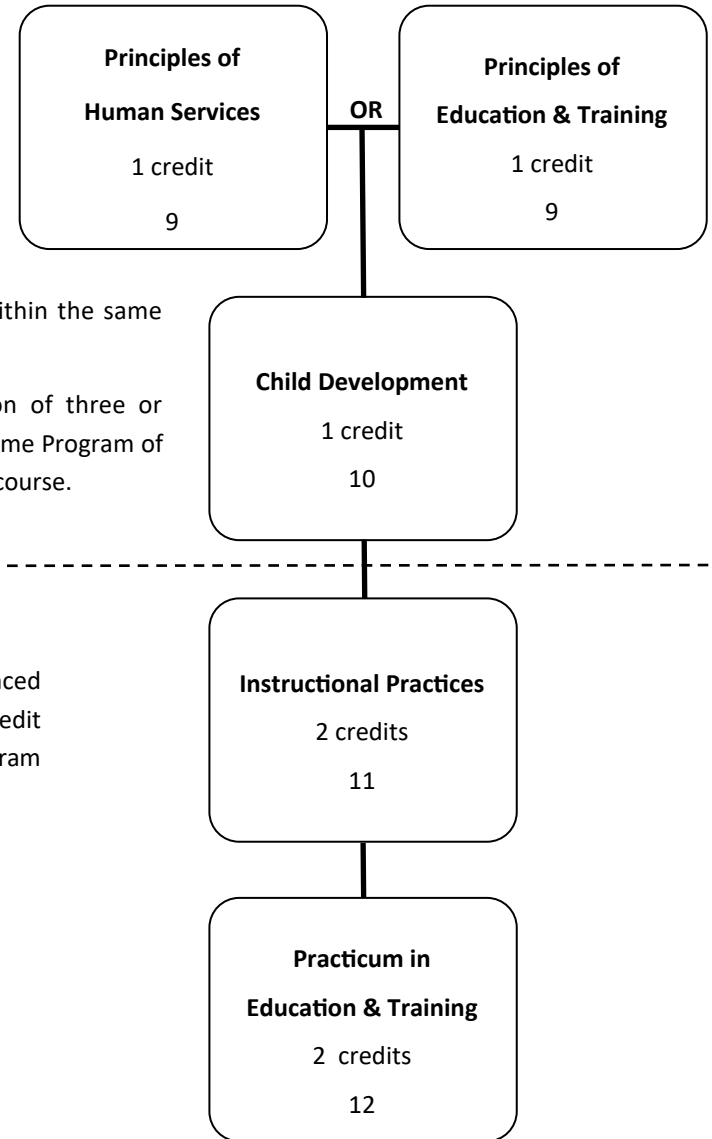 Principles of
Human Services
1 credit
9
OR
Principles of
Education & Training
1 credit
9
ithin the same
on of three or
me Program of
course.
Child Development
1 credit
10
nced
edit
ram
Instructional Practices
2 credits
11
Practicum in
Education & Training
2 credits
12